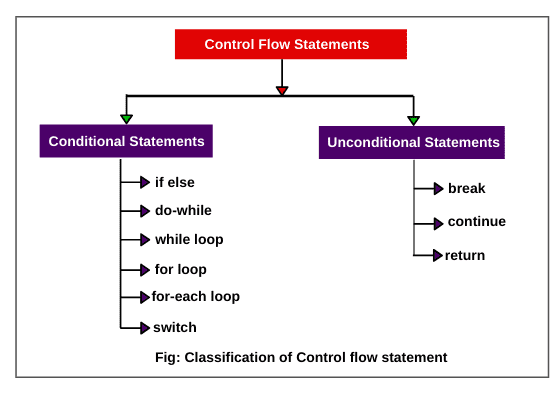 Control Flow Statements
Conditional Statements
if else
do-while
while loop
for loop
for-each loop
switch
Unconditional Statements
break
continue
return
Fig: Classification of Control flow statement